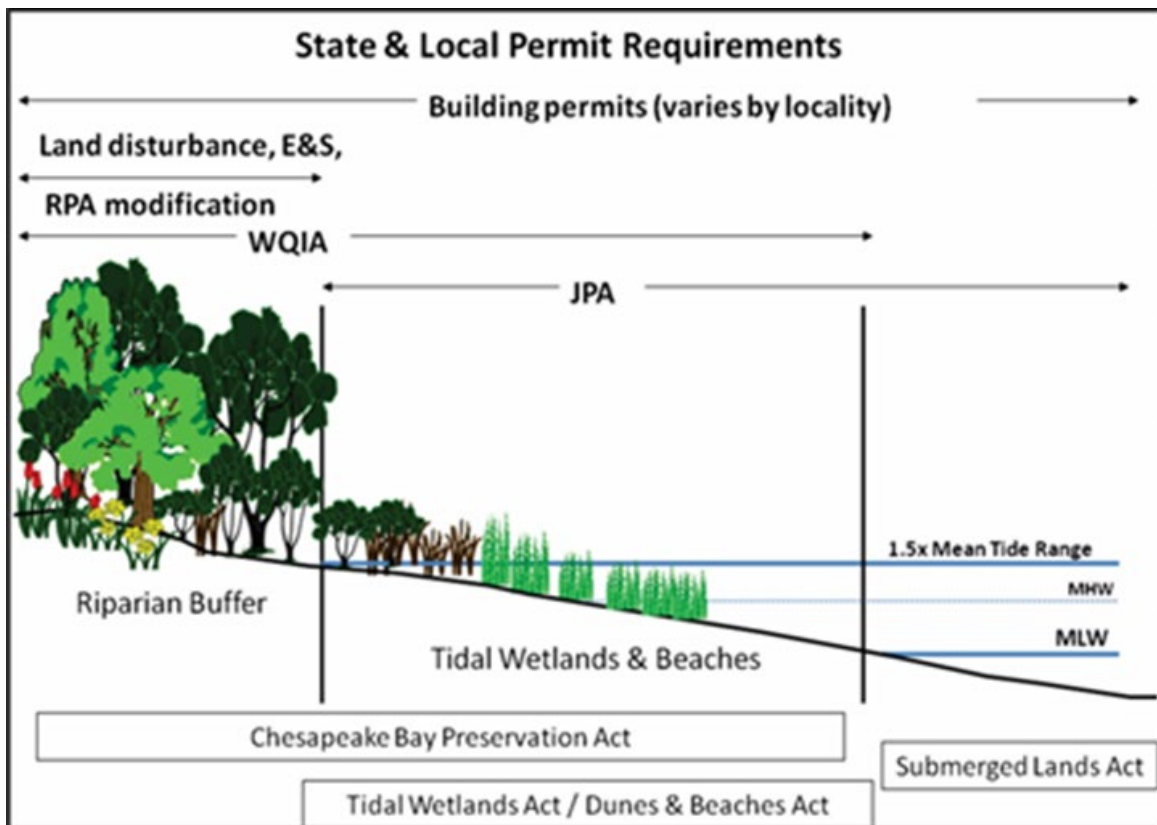 State & Local Permit Requirements
Building permits (varies by locality)
Land disturbance, E&S,
RPA modification
WQIA
JPA
1.5x Mean Tide Range
MHW
MLW
Riparian Buffer
Tidal Wetlands & Beaches
Chesapeake Bay Preservation Act
Submerged Lands Act
Tidal Wetlands Act / Dunes & Beaches Act